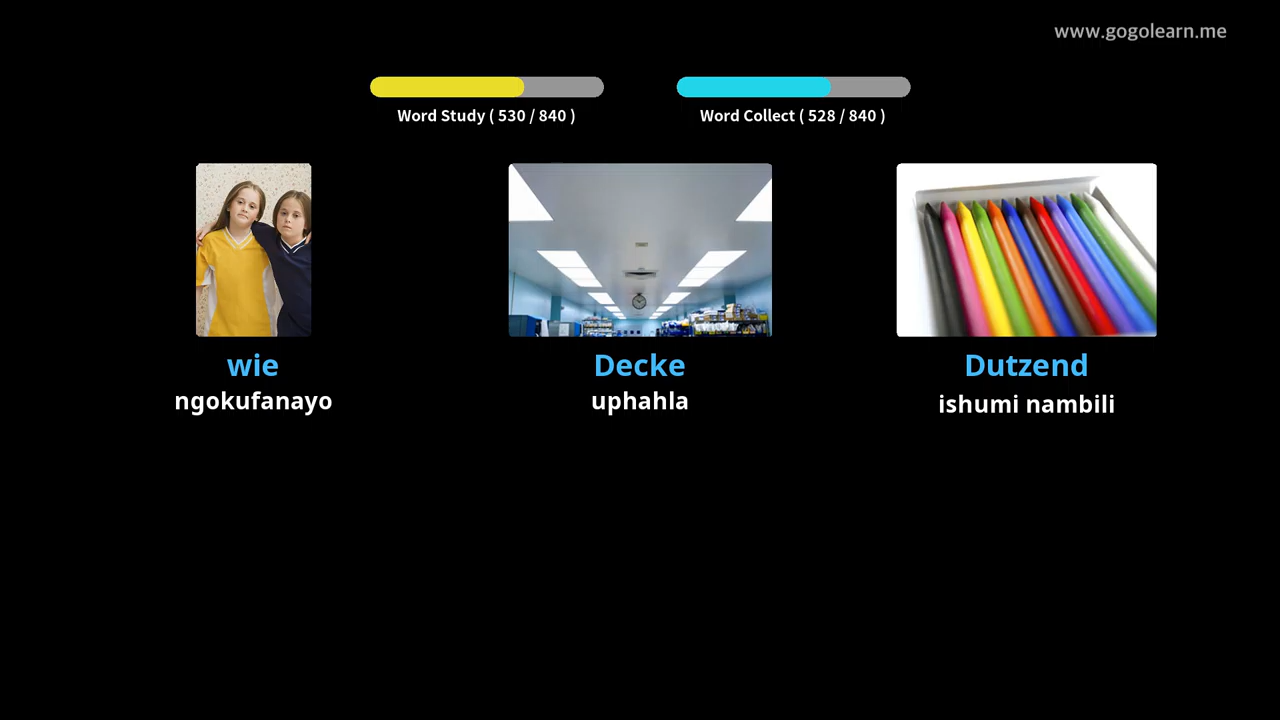 www.gogolearn.me
Word Study ( 530 / 840 )
Word Collect ( 528 / 840 )
wie
ngokufanayo
Decke
uphahla
Dutzend
ishumi nambili